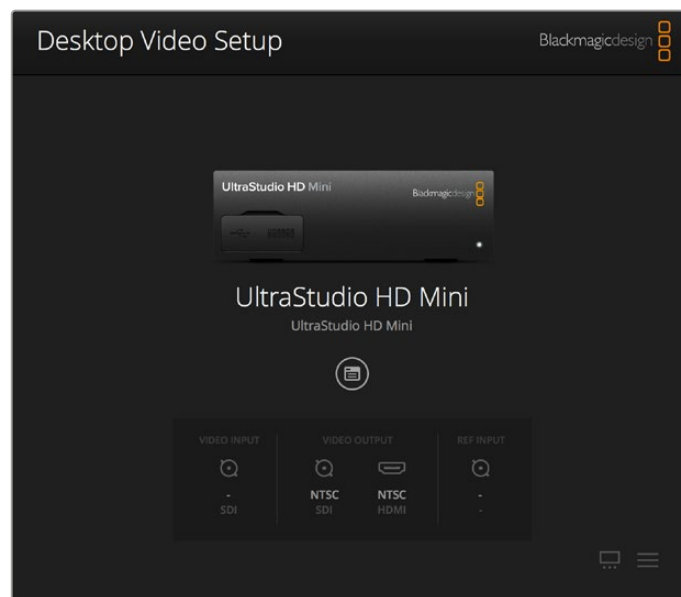 Desktop Video Setup
Blackmagicdesign
UltraStudio HD Mini
Blackmagicdesign
UltraStudio HD Mini
UltraStudio HD Mini
VIDEO INPUT
VIDEO OUTPUT
REF INPUT
-
NTSC
NTSC
-
SDI
SDI
HDMI
-